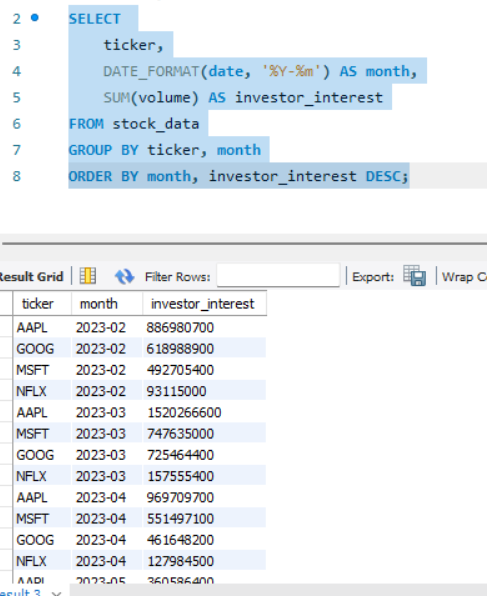 2 SELECT
3 ticker,
4 DATE_FORMAT(date, '%Y-%m') AS month,
5 SUM(volume) AS investor_interest
6 FROM stock_data
7 GROUP BY ticker, month
8 ORDER BY month, investor_interest DESC;
Result Grid Filter Rows: Export: Wrap C
ticker month investor_interest
AAPL 2023-02 886980700
GOOG 2023-02 618988900
MSFT 2023-02 492705400
NFLX 2023-02 93115000
AAPL 2023-03 1520266600
MSFT 2023-03 747635000
GOOG 2023-03 725464400
NFLX 2023-03 157555400
AAPL 2023-04 969709700
MSFT 2023-04 551497100
GOOG 2023-04 461648200
NFLX 2023-04 127984500
AAPL 2023-05 360586400
esult 3